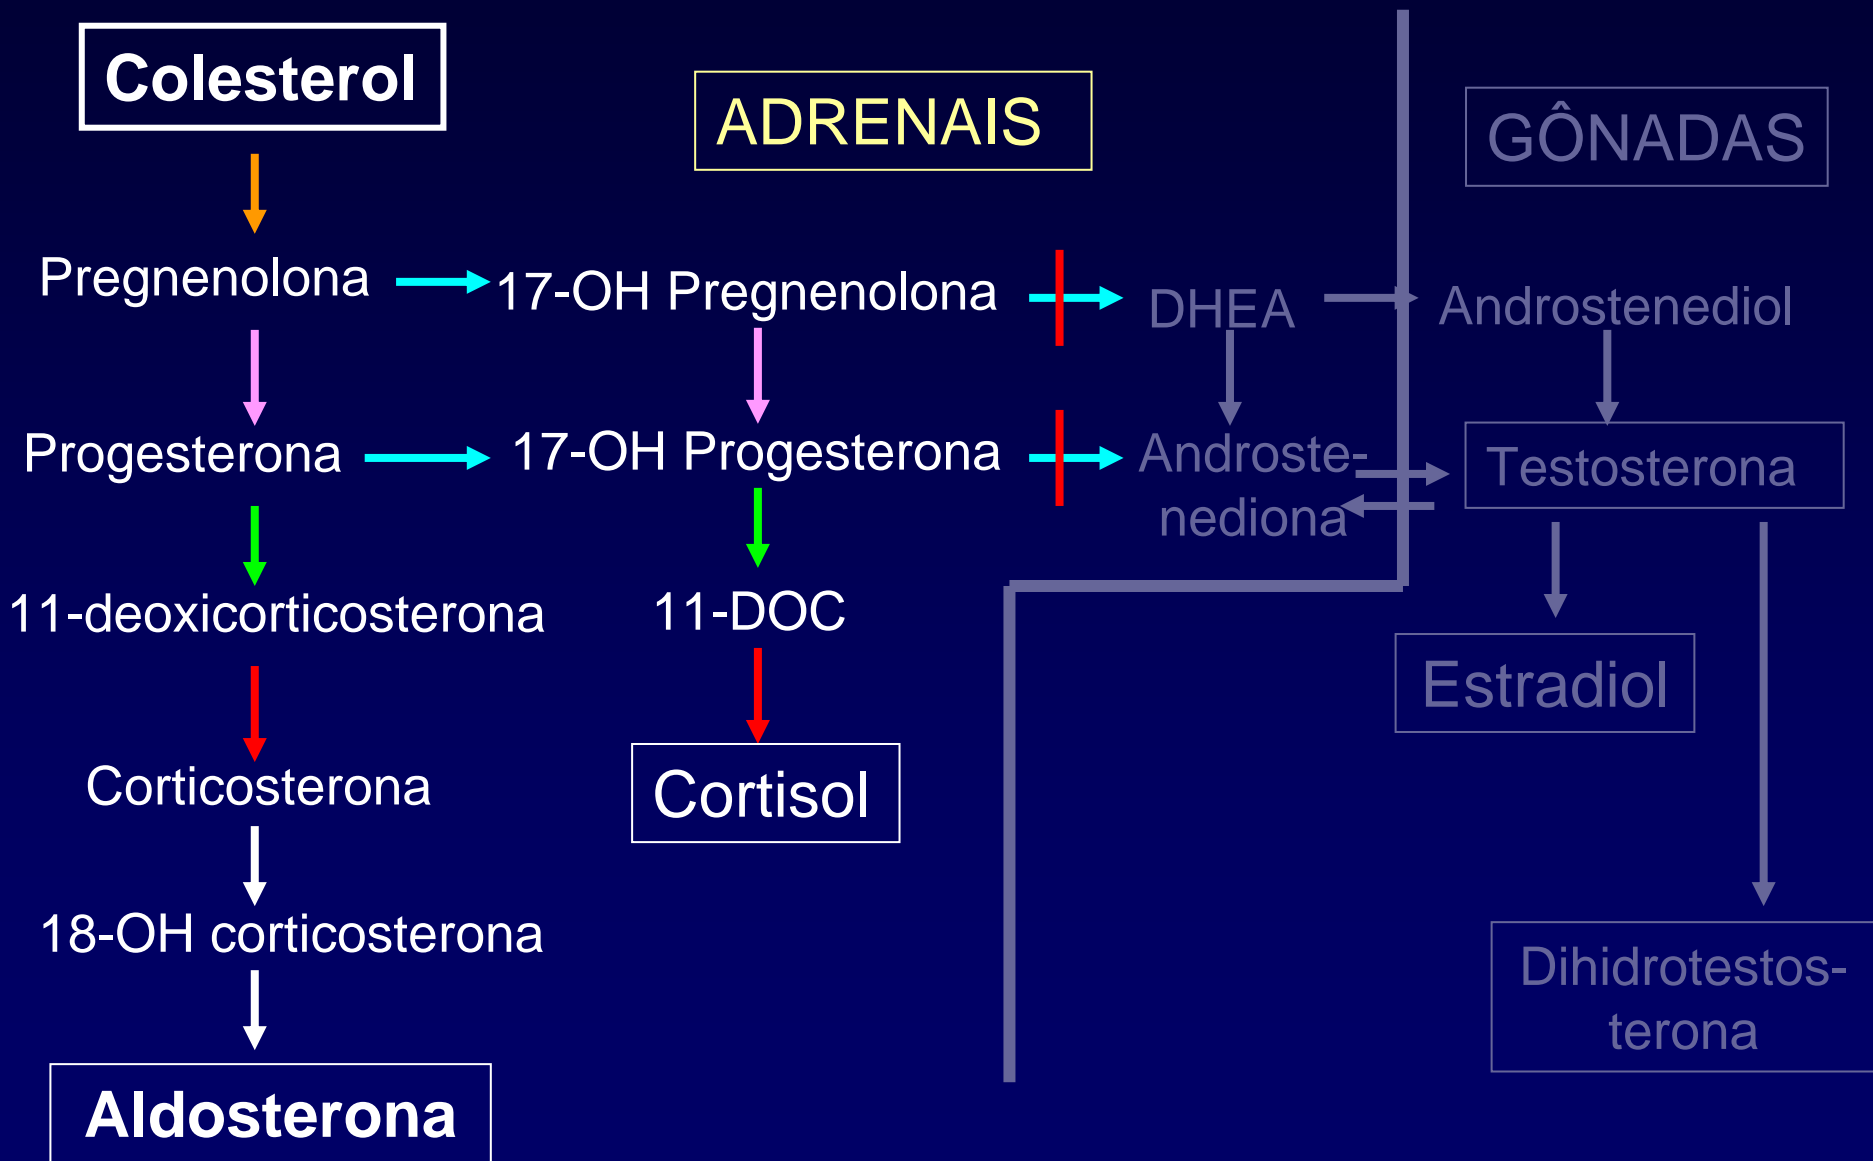 Colesterol
ADRENAIS
GÔNADAS
Pregnenolona
17-OH Pregnenolona
DHEA
Androstenediol
Progesterona
17-OH Progesterona
Androste-
nediona
Testosterona
11-deoxicorticosterona
11-DOC
Estradiol
Corticosterona
Cortisol
18-OH corticosterona
Dihidrotestos-
terona
Aldosterona